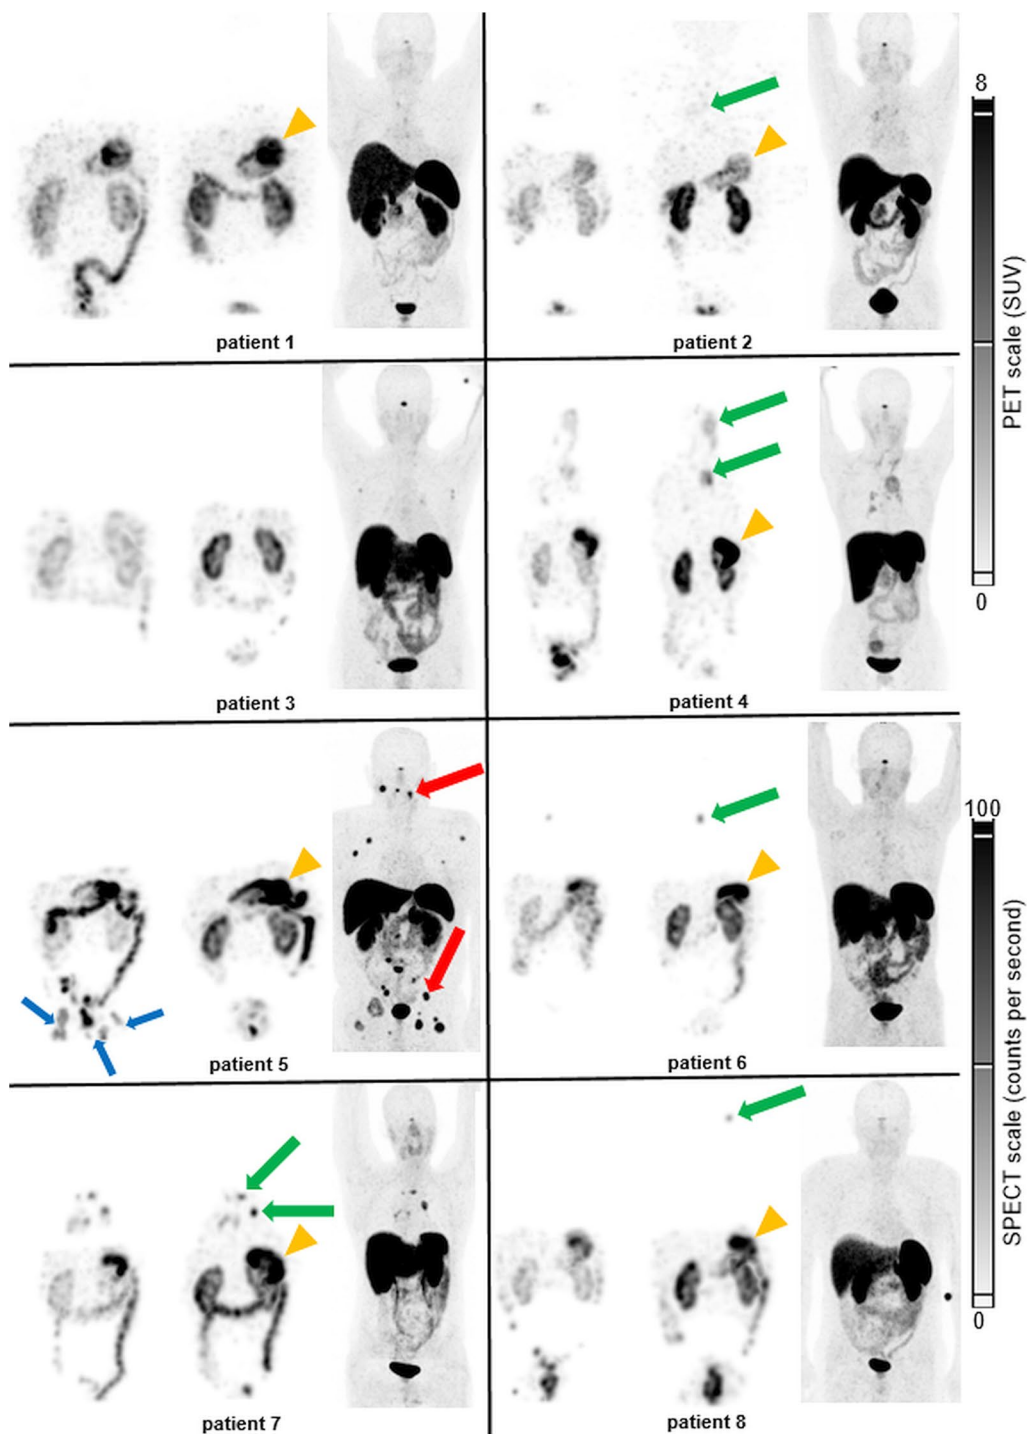 patient 1
patient 2
patient 3
patient 4
patient 5
patient 6
patient 7
patient 8
8
PET scale (SUV)
0
100
SPECT scale (counts per second)
0